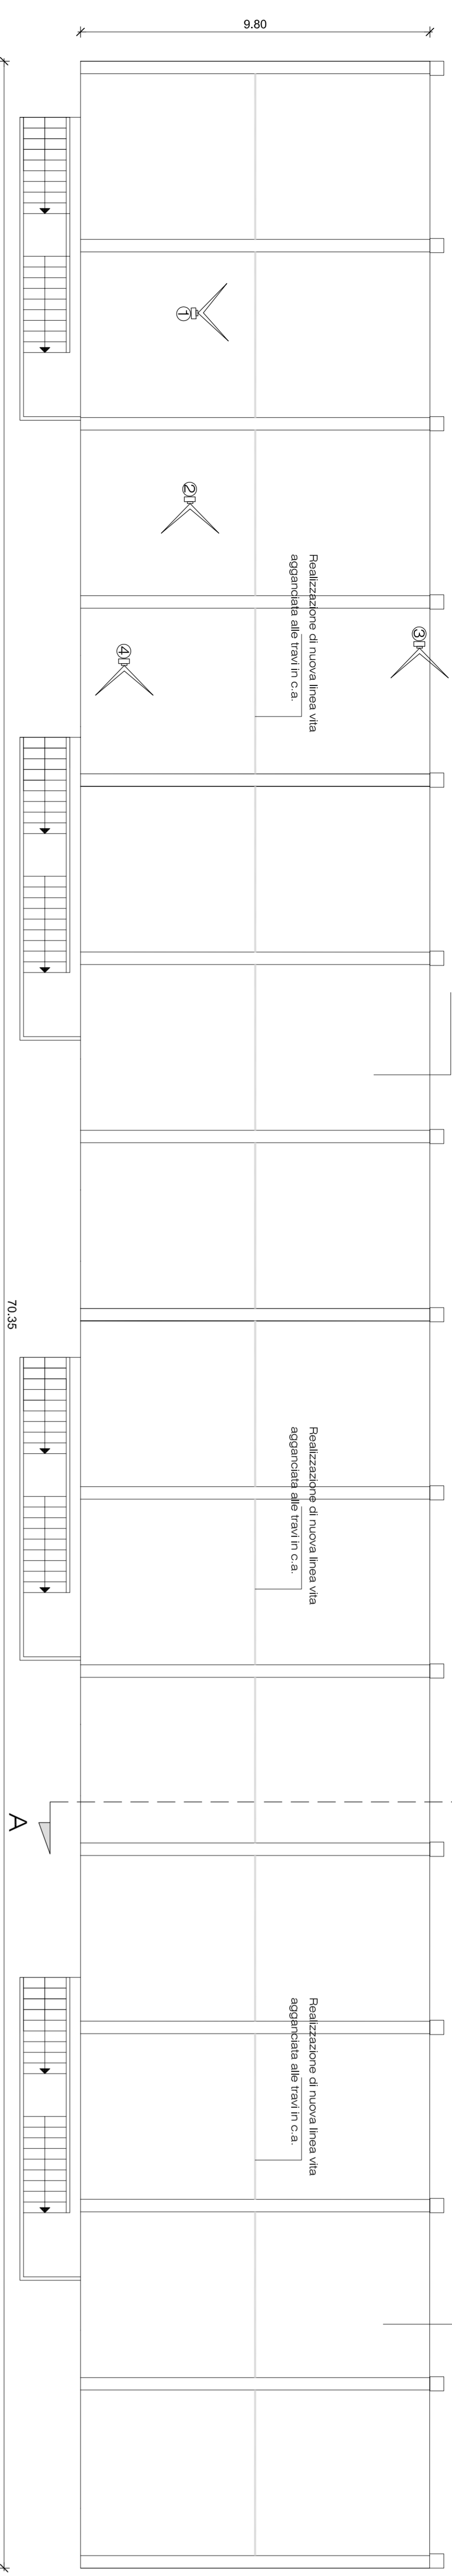 9.80
1
2
3
Realizzazione di nuova linea vita
agganciata alle travi in c.a.
4
70.35
Realizzazione di nuova linea vita
agganciata alle travi in c.a.
A
Realizzazione di nuova linea vita
agganciata alle travi in c.a.